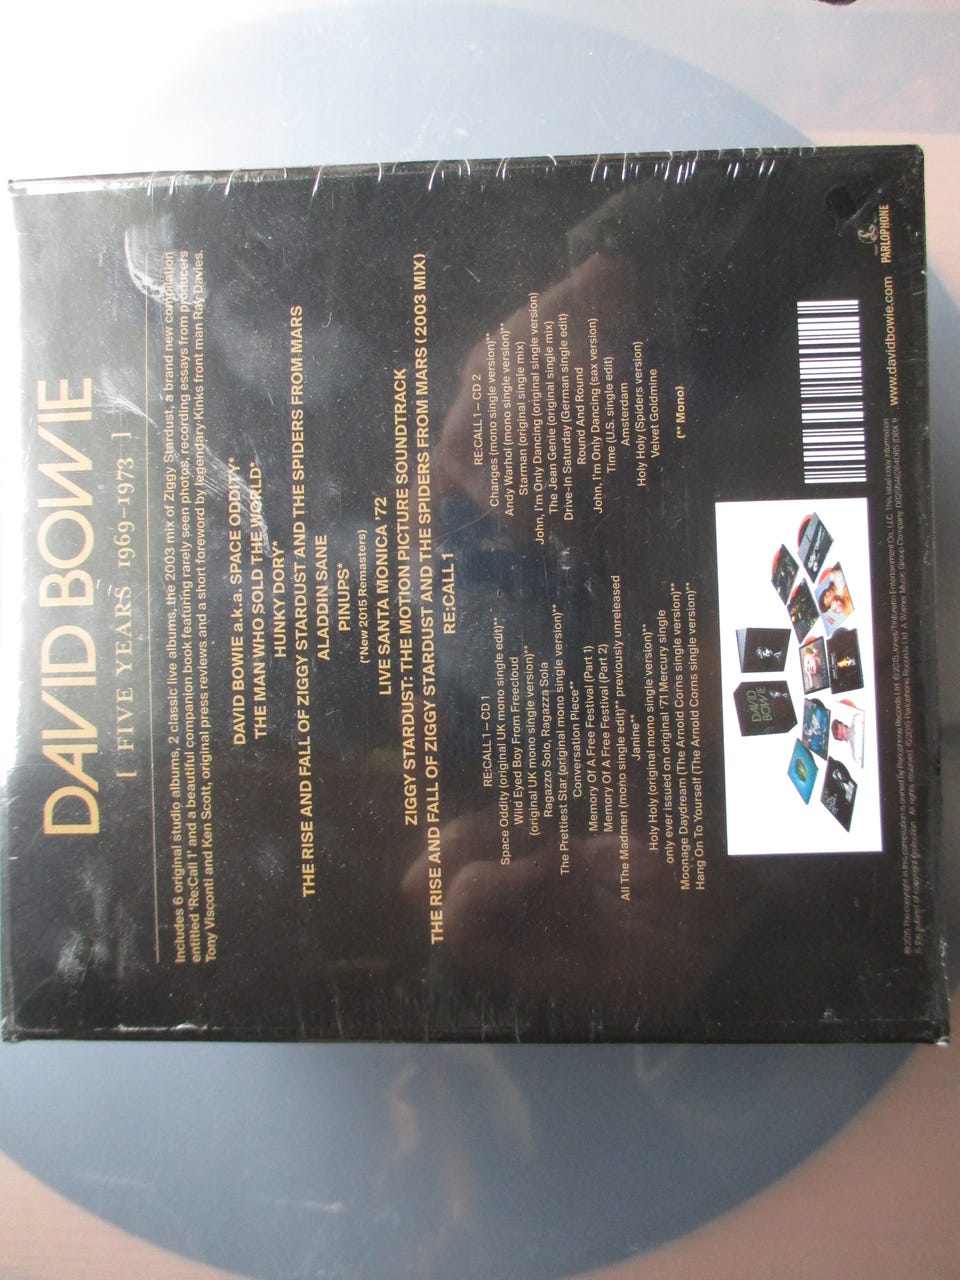 DAVID BOWIE
[ FIVE YEARS 1969–1973 ]
Includes 6 original studio albums, 2 classic live albums, the 2003 mix of Ziggy Stardust, a brand new compilation
entitled 'Re:Call 1' and a beautiful companion book featuring rarely seen photos, recording essays from producers
Tony Visconti and Ken Scott, original press reviews and a short foreword by legendary Kinks front man Ray Davies.
DAVID BOWIE a.k.a. SPACE ODDITY*
THE MAN WHO SOLD THE WORLD*
HUNKY DORY*
THE RISE AND FALL OF ZIGGY STARDUST AND THE SPIDERS FROM MARS
ALADDIN SANE
PINUPS*
(*New 2015 Remasters)
LIVE SANTA MONICA '72
ZIGGY STARDUST: THE MOTION PICTURE SOUNDTRACK
THE RISE AND FALL OF ZIGGY STARDUST AND THE SPIDERS FROM MARS (2003 MIX)
RE:CALL 1
RE:CALL 1 – CD 1
Space Oddity (original UK mono single edit)**
Wild Eyed Boy From Freecloud
(original UK mono single version)**
Ragazzo Solo, Ragazza Sola
The Prettiest Star (original mono single version)**
Conversation Piece**
Memory Of A Free Festival (Part 1)
Memory Of A Free Festival (Part 2)
All The Madmen (mono single edit)** previously unreleased
Janine**
Holy Holy (original mono single version)**
only ever issued on original '71 Mercury single
Moonage Daydream (The Arnold Corns single version)**
Hang On To Yourself (The Arnold Corns single version)**
RE:CALL 1 – CD 2
Changes (mono single version)**
Andy Warhol (mono single version)**
Starman (original single mix)
John, I'm Only Dancing (original single version)
The Jean Genie (original single mix)
Drive-In Saturday (German single edit)
Round And Round
John, I'm Only Dancing (sax version)
Time (U.S. single edit)
Amsterdam
Holy Holy (Spiders version)
Velvet Goldmine
(** Mono)
DAVID
BOWIE
www.davidbowie.com
PARLOPHONE